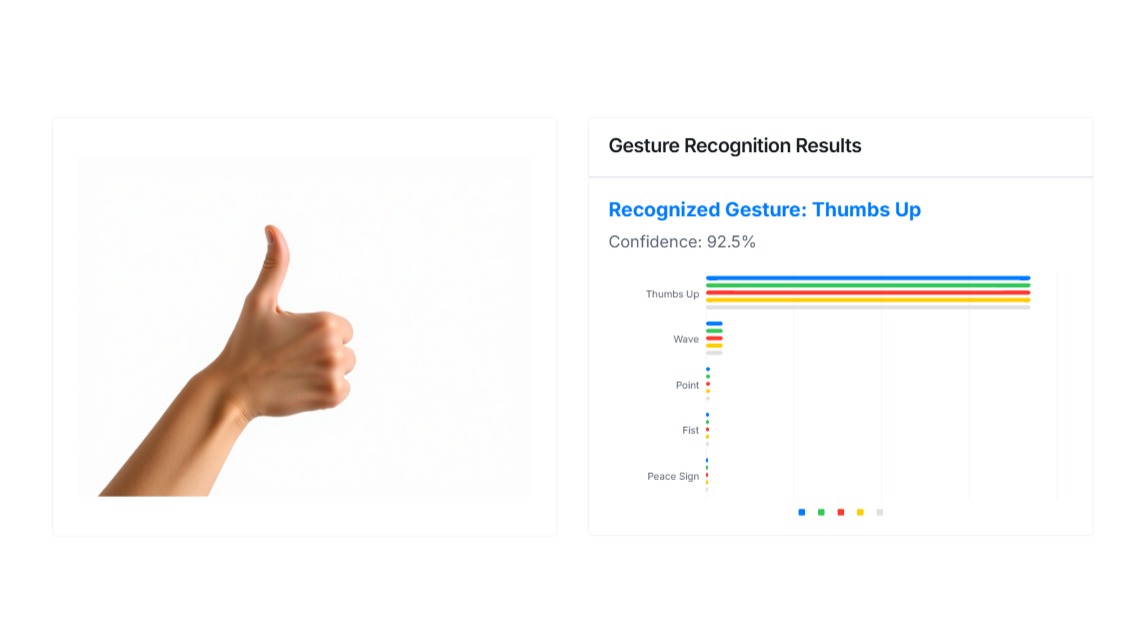 Gesture Recognition Results
Recognized Gesture: Thumbs Up
Confidence: 92.5%
Thumbs Up
Wave
Point
Fist
Peace Sign